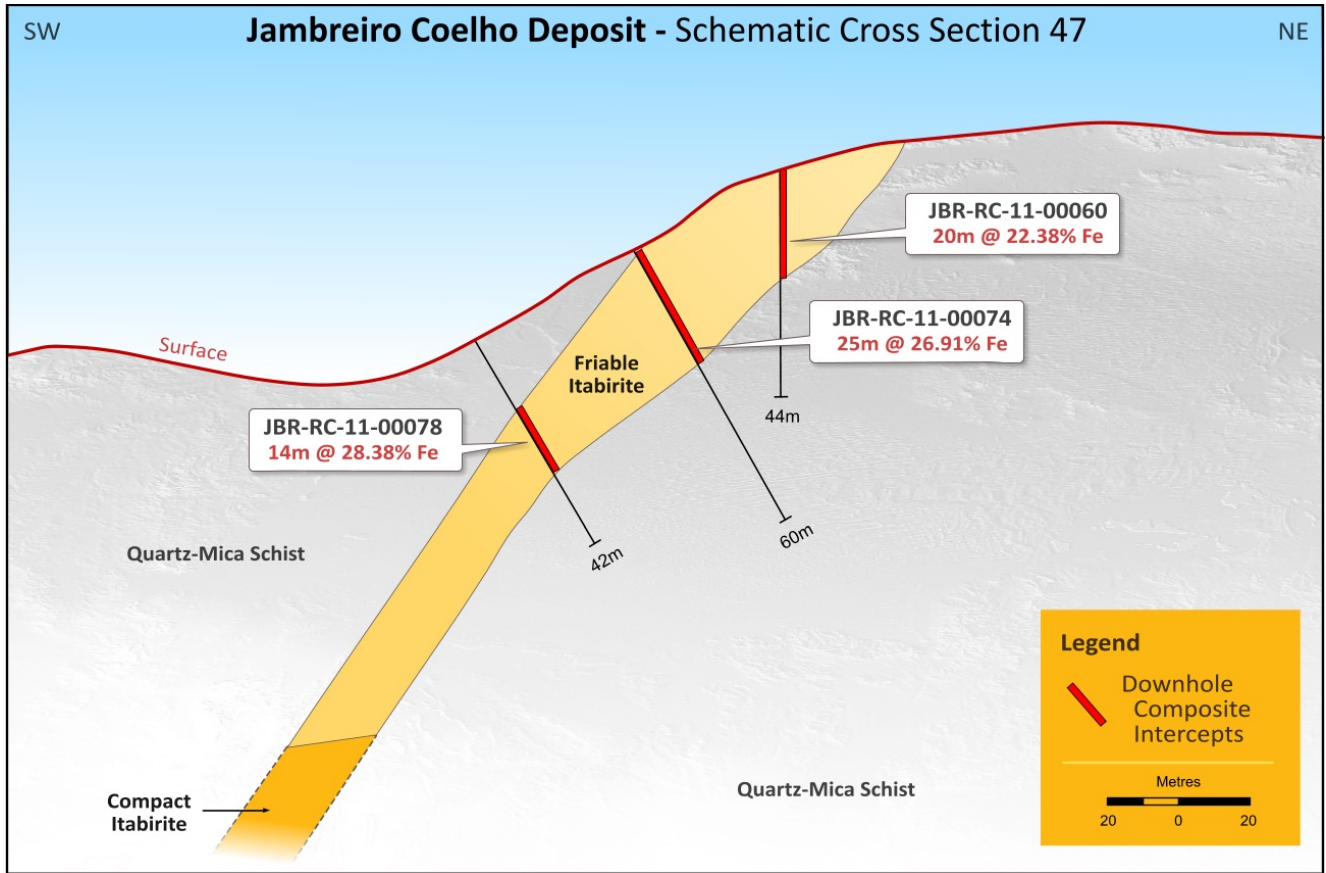 SW
Jambreiro Coelho Deposit - Schematic Cross Section 47
NE
Surface
JBR-RC-11-00060
20m @ 22.38% Fe
JBR-RC-11-00074
25m @ 26.91% Fe
Friable
Itabirite
44m
JBR-RC-11-00078
14m @ 28.38% Fe
60m
42m
Quartz-Mica Schist
Compact
Itabirite
Quartz-Mica Schist
Legend
Downhole
Composite
Intercepts
Metres
20 0 20